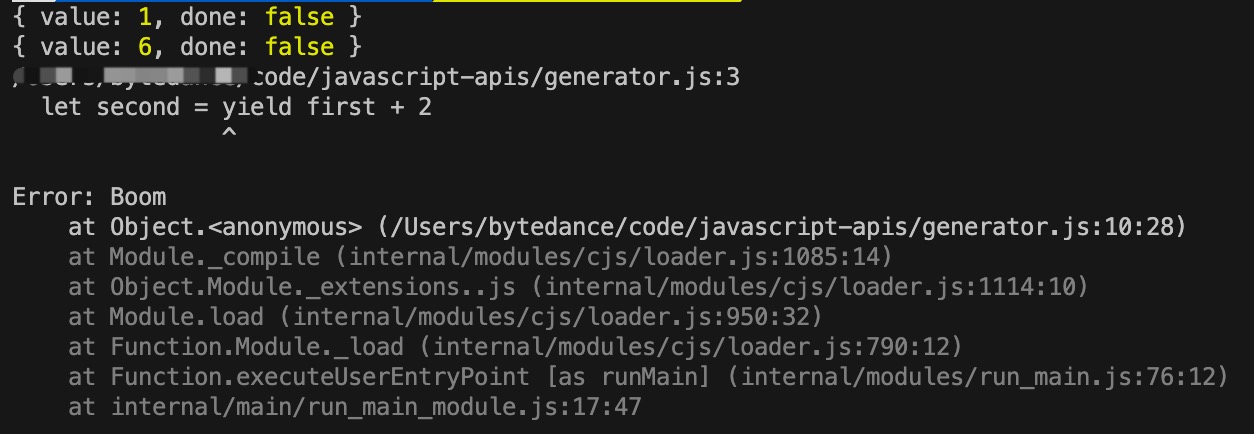 { value: 1, done: false }
{ value: 6, done: false }
code/javascript-apis/generator.js:3
let second = yield first + 2
^
Error: Boom
at Object.<anonymous> (/Users/bytedance/code/javascript-apis/generator.js:10:28)
at Module._compile (internal/modules/cjs/loader.js:1085:14)
at Object.Module._extensions..js (internal/modules/cjs/loader.js:1114:10)
at Module.load (internal/modules/cjs/loader.js:950:32)
at Function.Module._load (internal/modules/cjs/loader.js:790:12)
at Function.executeUserEntryPoint [as runMain] (internal/modules/run_main.js:76:12)
at internal/main/run_main_module.js:17:47